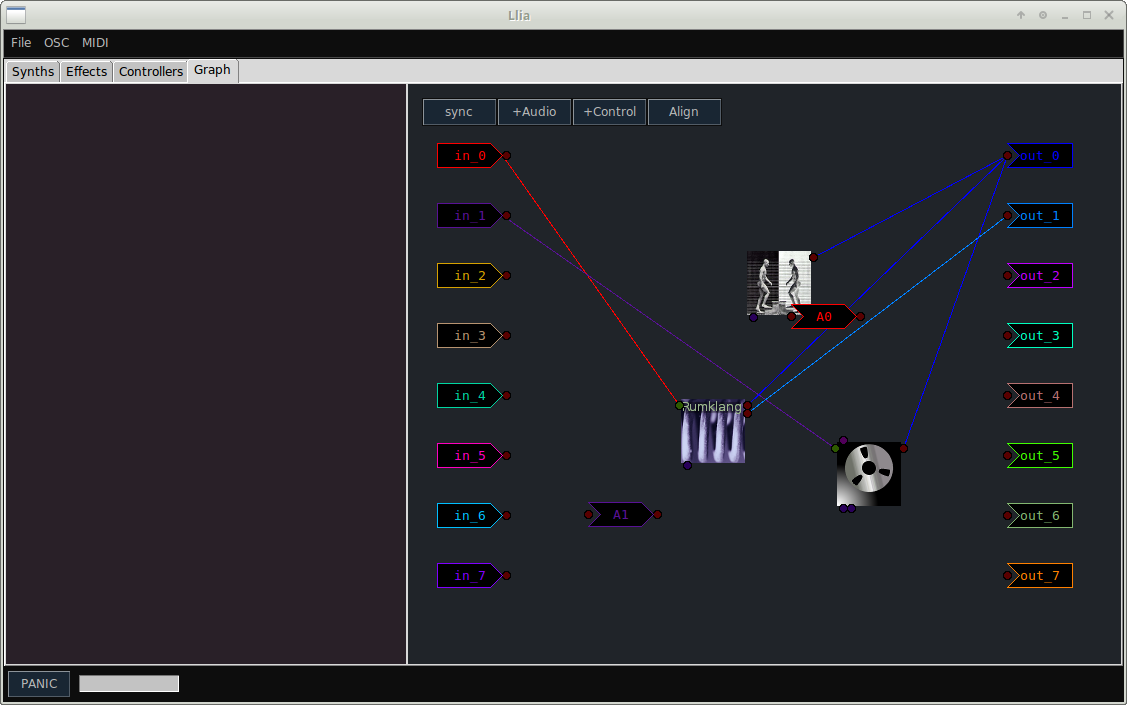 Llia
File OSC MIDI
Synths Effects Controllers Graph
sync +Audio +Control Align
in_0 out_0
in_1 out_1
in_2 out_2
in_3 out_3
A0
in_4 out_4
Rumklang
in_5 out_5
in_6 A1 out_6
in_7 out_7
PANIC